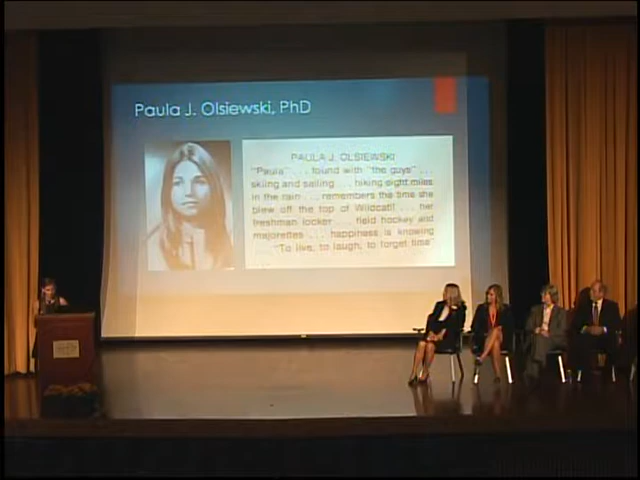 Paula J. Olsiewski, PhD
PAULA J. OLSIEWSKI
"Paula" . . . found with "the guys" . . .
skiing and sailing . . . hiking eight miles
in the rain . . . remembers the time she
blew off the top of Wildcat! . . . her
freshman locker . . . field hockey and
majorettes . . . happiness is knowing
"To live, to laugh, to forget time"